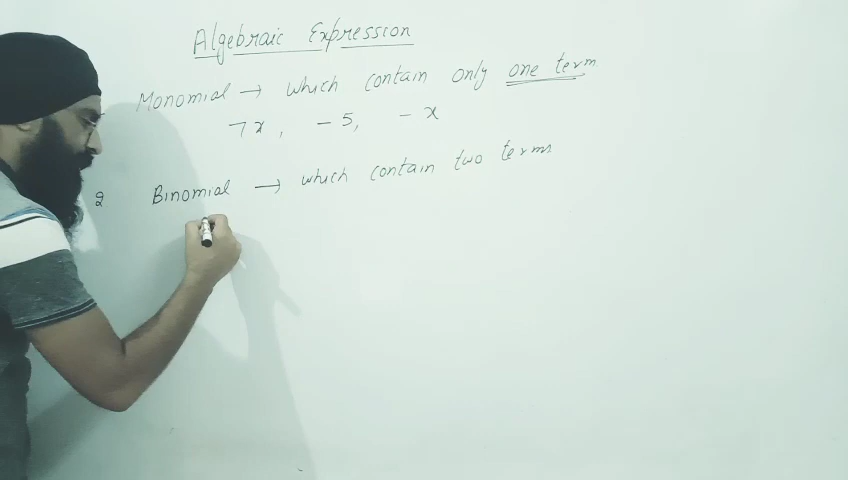 Algebraic Expression
Monomial → which contain only one term
7x, -5, -x
2 Binomial → which contain two terms